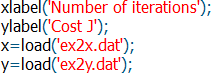 xlabel('Number of iterations');
ylabel('Cost J');
x=load('ex2x.dat')
y=load('ex2y.dat');